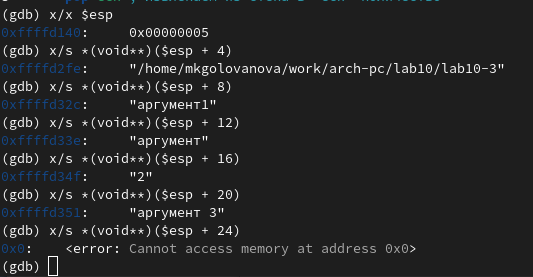 (gdb) x/x $esp
0xffffd140:     0x00000005
(gdb) x/s *(void**)($esp + 4)
0xffffd2fe:     "/home/mkgolovanova/work/arch-pc/lab10/lab10-3"
(gdb) x/s *(void**)($esp + 8)
0xffffd32c:     "аргумент1"
(gdb) x/s *(void**)($esp + 12)
0xffffd33e:     "аргумент"
(gdb) x/s *(void**)($esp + 16)
0xffffd34f:     "2"
(gdb) x/s *(void**)($esp + 20)
0xffffd351:     "аргумент 3"
(gdb) x/s *(void**)($esp + 24)
0x0:    <error: Cannot access memory at address 0x0>
(gdb)